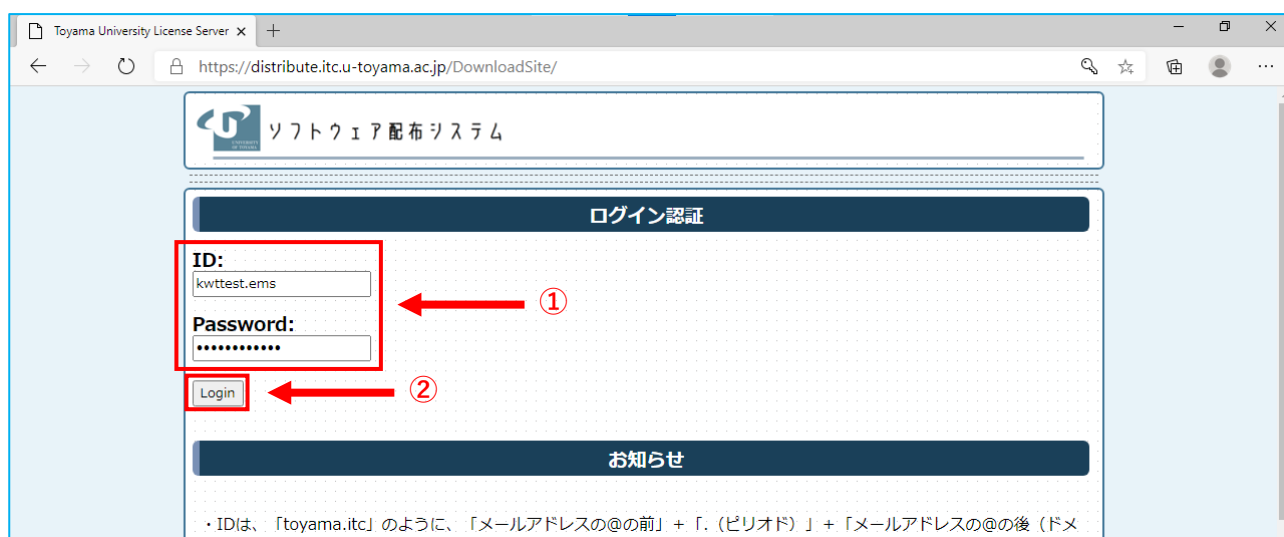 Toyama University License Server
https://distribute.itc.u-toyama.ac.jp/DownloadSite/
UNIVERSITY OF TOYAMA
ソフトウェア配布システム
ログイン認証
ID:
kwttest.ems
①
Password:
••••••••••••
Login
②
お知らせ
・IDは、「toyama.itc」のように、「メールアドレスの@の前」+「.（ピリオド）」+「メールアドレスの@の後（ドメ